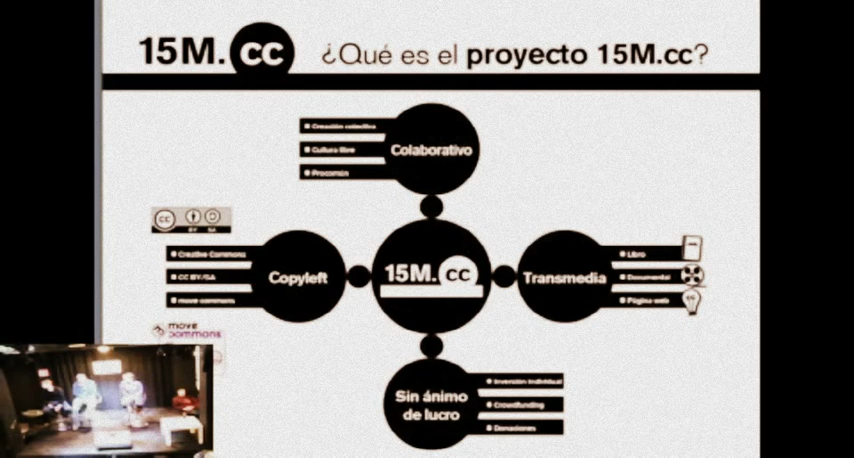 15M.cc ¿Qué es el proyecto 15M.cc?
Creación colectiva
Cultura libre
Procomún
Colaborativo
cc
BY SA
Creative Commons
CC BY/SA
move commons
Copyleft
15M.cc
Transmedia
Libro
Documental
Página web
move
commons
Sin ánimo
de lucro
Inversión individual
Crowdfunding
Donaciones